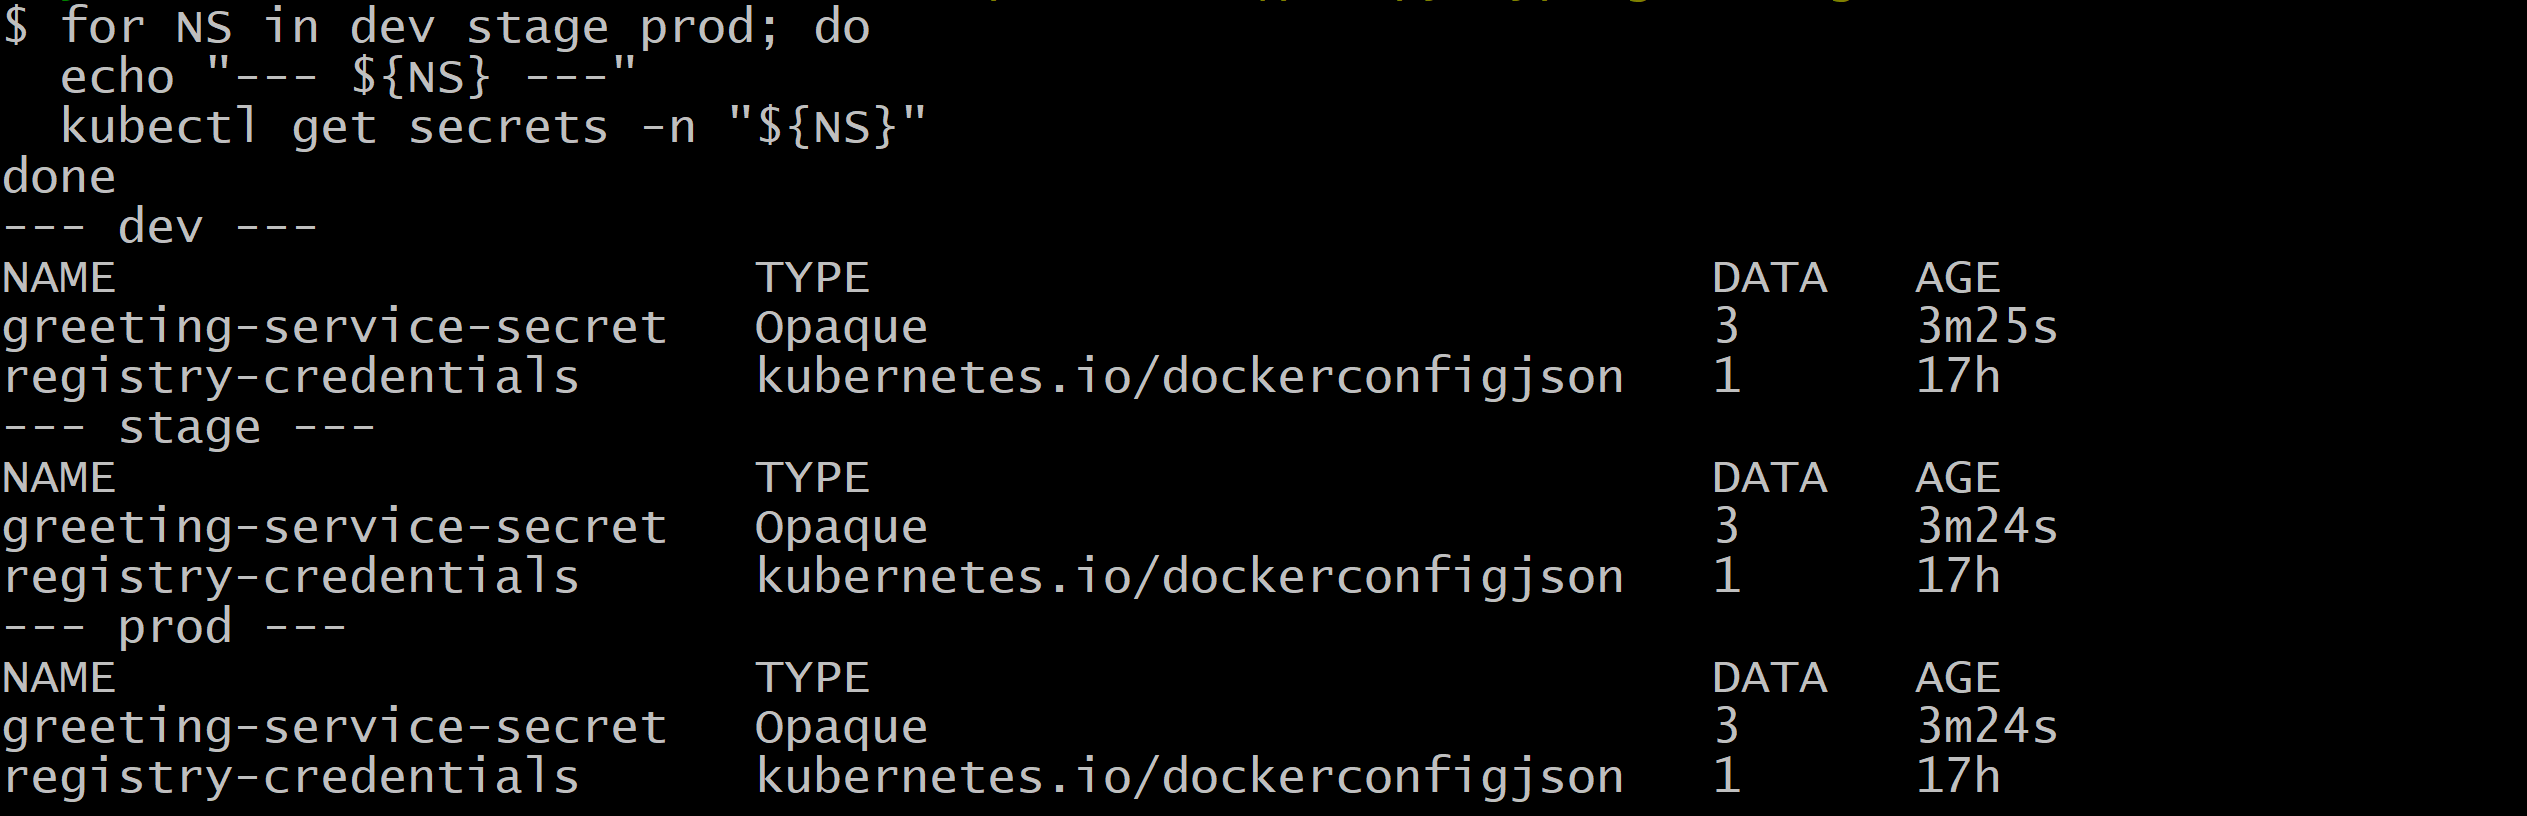 $ for NS in dev stage prod; do
  echo "--- ${NS} ---"
  kubectl get secrets -n "${NS}"
done
--- dev ---
NAME                      TYPE                             DATA   AGE
greeting-service-secret   Opaque                           3      3m25s
registry-credentials      kubernetes.io/dockerconfigjson   1      17h
--- stage ---
NAME                      TYPE                             DATA   AGE
greeting-service-secret   Opaque                           3      3m24s
registry-credentials      kubernetes.io/dockerconfigjson   1      17h
--- prod ---
NAME                      TYPE                             DATA   AGE
greeting-service-secret   Opaque                           3      3m24s
registry-credentials      kubernetes.io/dockerconfigjson   1      17h